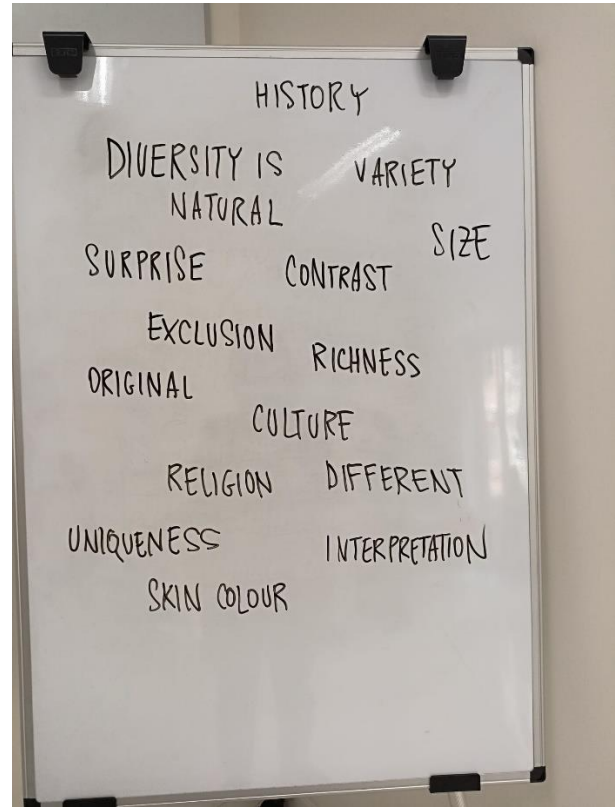 HISTORY
DIVERSITY IS
NATURAL
VARIETY
SIZE
SURPRISE
CONTRAST
EXCLUSION
RICHNESS
ORIGINAL
CULTURE
RELIGION
DIFFERENT
UNIQUENESS
INTERPRETATION
SKIN COLOUR